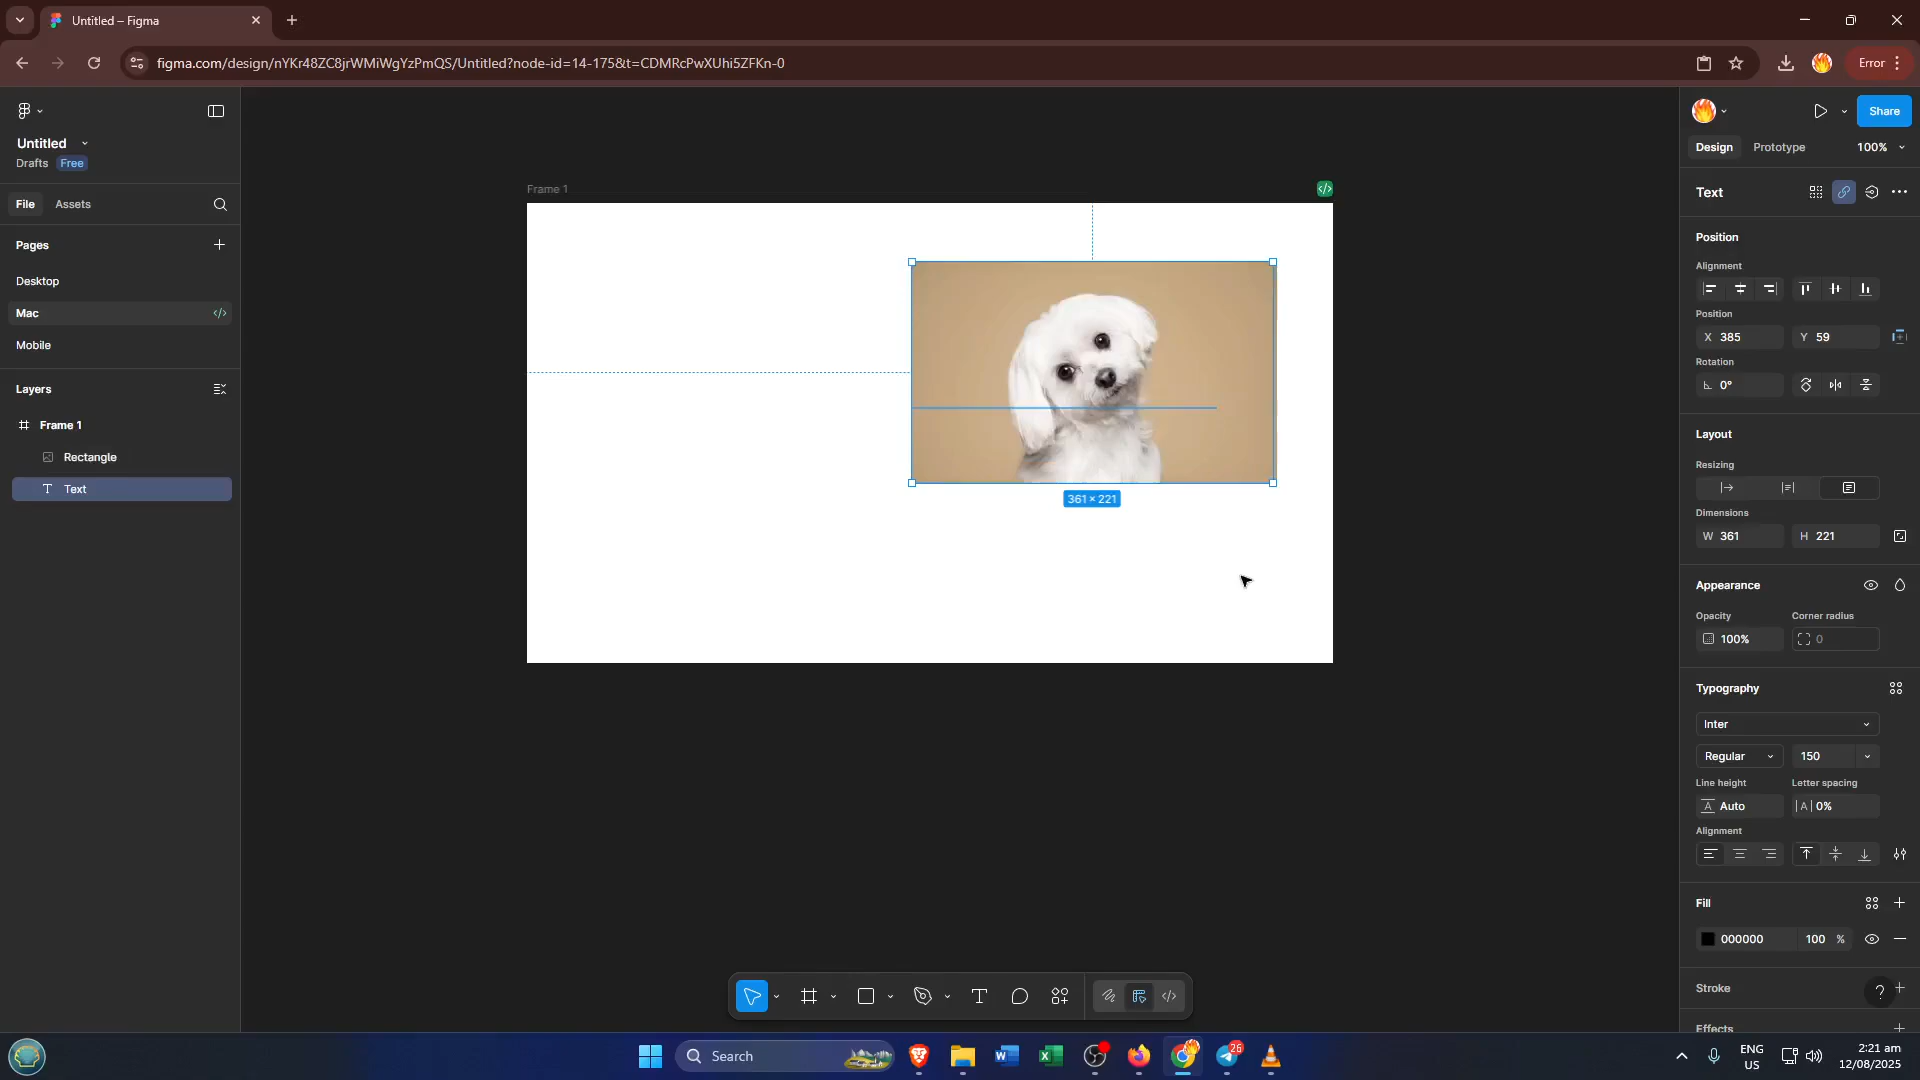 Untitled – Figma
figma.com/design/nYKr48ZC8jrWMiWgYzPmQS/Untitled?node-id=14-175&t=CDMRcPwXUhi5ZFKn-0
Error
Untitled
Drafts Free
Share
Design Prototype 100%
File Assets
Frame 1
Text
Pages
Position
Alignment
Desktop
Mac
Position
X 385 Y 59
Mobile
Rotation
0°
Layers
Frame 1
Layout
Rectangle
Resizing
Text
361 × 221
Dimensions
W 361 H 221
Appearance
Opacity Corner radius
100% 0
Typography
Inter
Regular 150
Line height Letter spacing
Auto 0%
Alignment
Fill
000000 100 %
Stroke
?
Effects
Search
26
ENG
US
2:21 am
12/08/2025